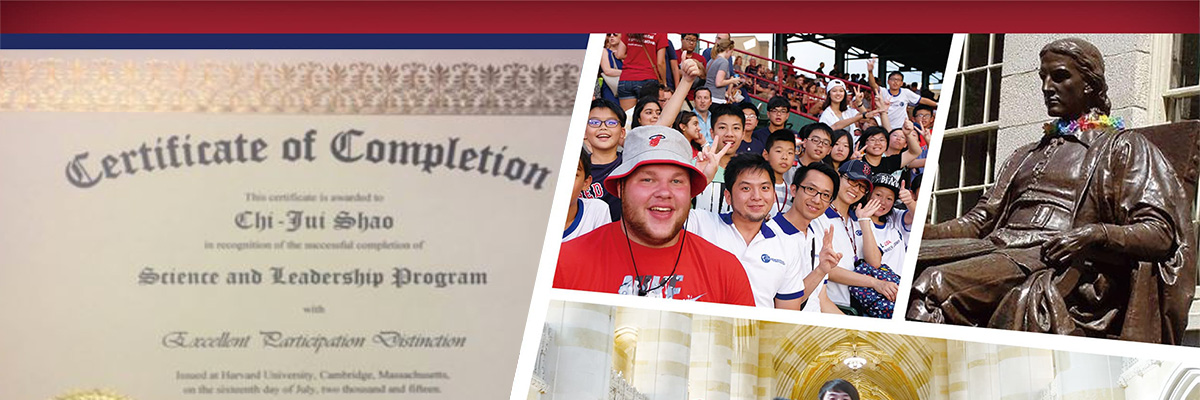 Certificate of Completion
This certificate is awarded to
Chi-Jui Shao
in recognition of the successful completion of
Science and Leadership Program
with
Excellent Participation Distinction
Issued at Harvard University, Cambridge, Massachusetts,
on the sixteenth day of July, two thousand and fifteen.